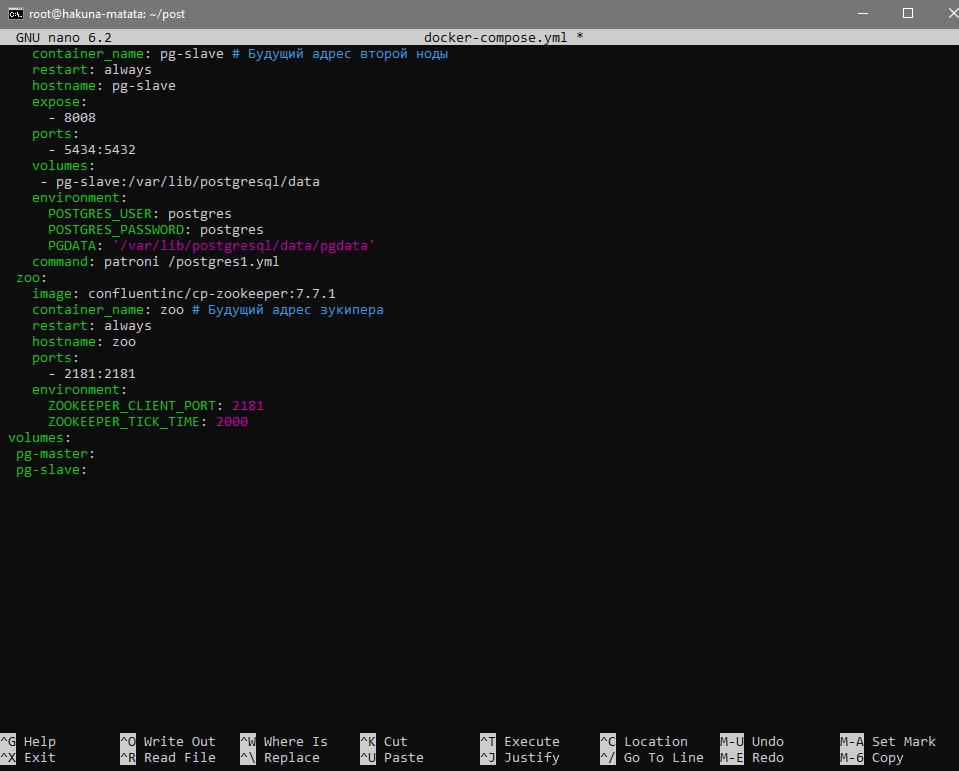 root@hakuna-matata: ~/post
GNU nano 6.2 docker-compose.yml *
container_name: pg-slave # Будущий адрес второй ноды
restart: always
hostname: pg-slave
expose:
- 8008
ports:
- 5434:5432
volumes:
- pg-slave:/var/lib/postgresql/data
environment:
POSTGRES_USER: postgres
POSTGRES_PASSWORD: postgres
PGDATA: '/var/lib/postgresql/data/pgdata'
command: patroni /postgres1.yml
zoo:
image: confluentinc/cp-zookeeper:7.7.1
container_name: zoo # Будущий адрес зукипера
restart: always
hostname: zoo
ports:
- 2181:2181
environment:
ZOOKEEPER_CLIENT_PORT: 2181
ZOOKEEPER_TICK_TIME: 2000
volumes:
pg-master:
pg-slave:
^G Help ^O Write Out ^W Where Is ^K Cut ^T Execute ^C Location M-U Undo M-A Set Mark
^X Exit ^R Read File ^\ Replace ^U Paste ^J Justify ^/ Go To Line M-E Redo M-6 Copy